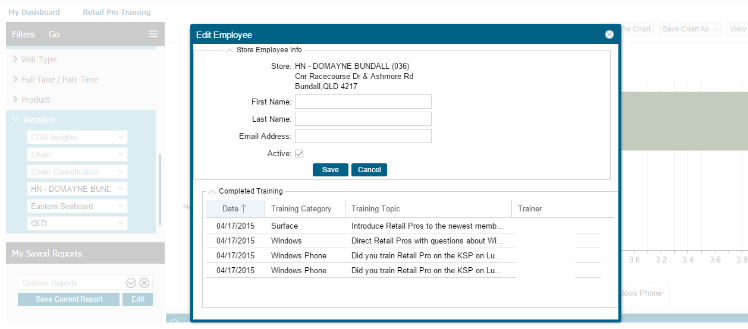 My Dashboard
Retail Pro Training
Filters Go
Visit Type
Full-Time / Part-Time
Product
Retailers
CCG Insights
Chain
Chain Classification
HN - DOMAYNE BUNE
Eastern Seaboard
QLD
My Saved Reports
Custom Reports
Save Current Report Edit
Edit Employee
Store Employee Info
Store: HN - DOMAYNE BUNDALL (036)
Cnr Racecourse Dr & Ashmore Rd
Bundall,QLD 4217
First Name:
Last Name:
Email Address:
Active:
Save Cancel
Completed Training
Date ↑ Training Category Training Topic Trainer
04/17/2015 Surface Introduce Retail Pros to the newest memb...
04/17/2015 Windows Direct Retail Pros with questions about WI...
04/17/2015 Windows Phone Did you train Retail Pro on the KSP on Lu...
04/17/2015 Windows Phone Did you train Retail Pro on the KSP on Lu...
Chart Save Chart As View
3.0 3.2 3.4 3.6 3.8
Phone